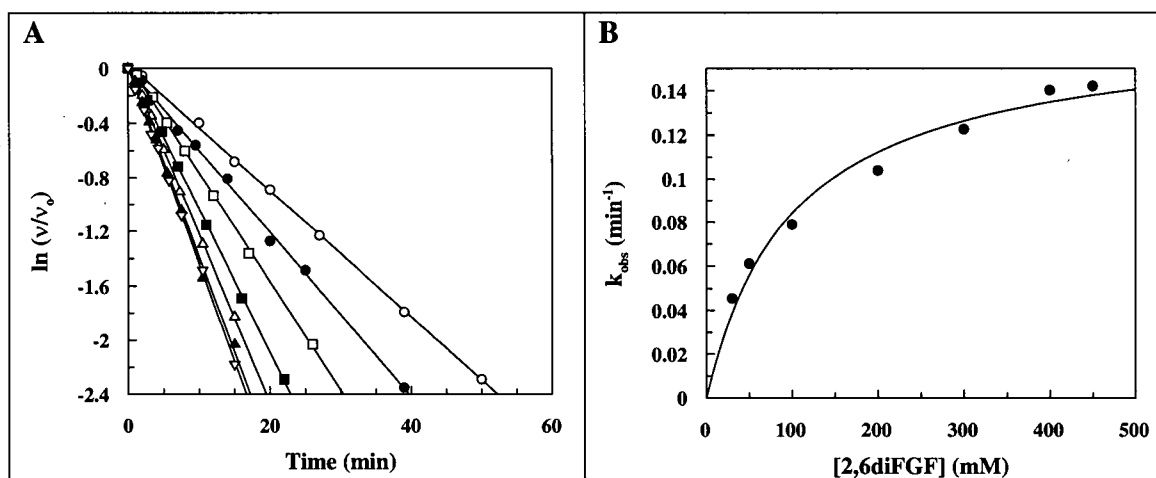 A
0
-0.4
-0.8
-1.2
-1.6
-2
-2.4
ln (v/v₀)
0 20 40 60
Time (min)
B
0.14
0.12
0.1
0.08
0.06
0.04
0.02
0
k_obs (min⁻¹)
0 100 200 300 400 500
[2,6diFGF] (mM)